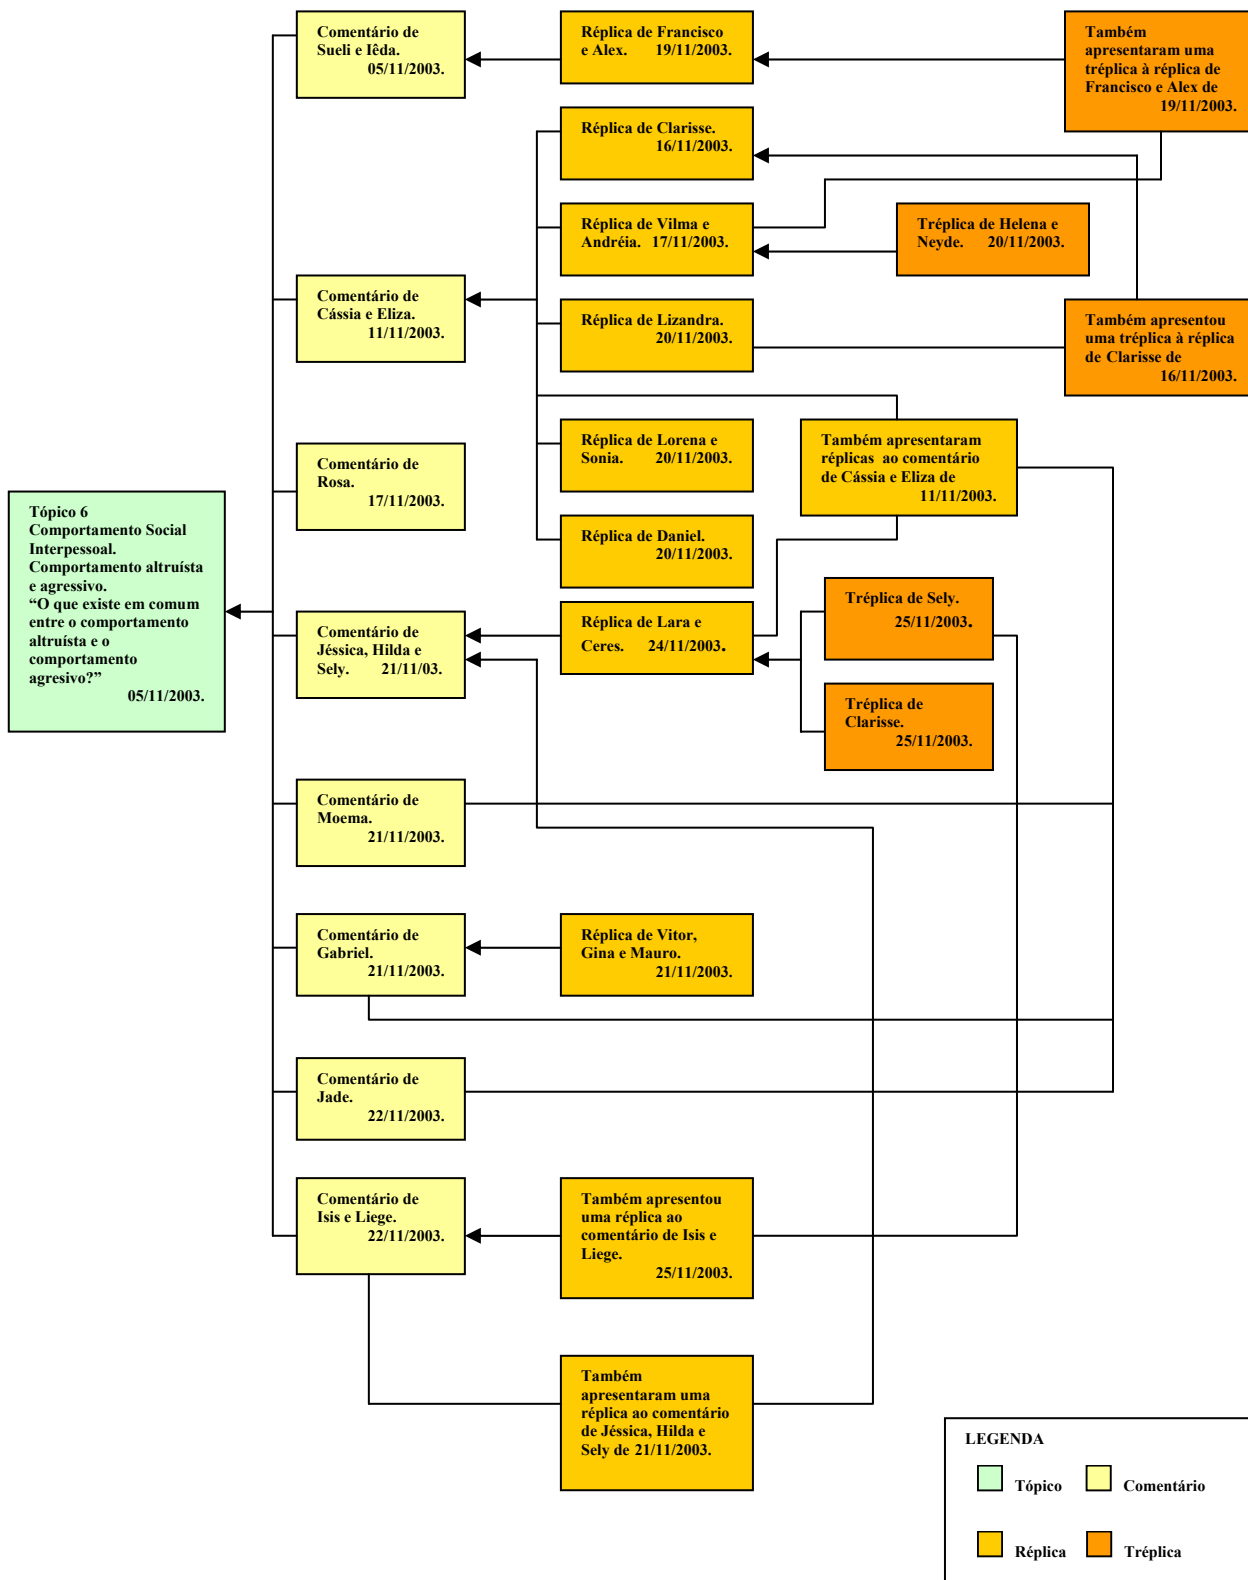 Tópico 6
Comportamento Social
Interpessoal.
Comportamento altruísta
e agressivo.
“O que existe em comum
entre o comportamento
altruísta e o
comportamento
agresivo?”
05/11/2003.
Comentário de
Sueli e Iêda.
05/11/2003.
Comentário de
Cássia e Eliza.
11/11/2003.
Comentário de
Rosa.
17/11/2003.
Comentário de
Jéssica, Hilda e
Sely. 21/11/03.
Comentário de
Moema.
21/11/2003.
Comentário de
Gabriel.
21/11/2003.
Comentário de
Jade.
22/11/2003.
Comentário de
Isis e Liege.
22/11/2003.
Réplica de Francisco
e Alex. 19/11/2003.
Réplica de Clarisse.
16/11/2003.
Réplica de Vilma e
Andréia. 17/11/2003.
Réplica de Lizandra.
20/11/2003.
Réplica de Lorena e
Sonia. 20/11/2003.
Réplica de Daniel.
20/11/2003.
Réplica de Lara e
Ceres. 24/11/2003.
Réplica de Vitor,
Gina e Mauro.
21/11/2003.
Também apresentou
uma réplica ao
comentário de Isis e
Liege.
25/11/2003.
Também
apresentaram uma
réplica ao comentário
de Jéssica, Hilda e
Sely de 21/11/2003.
Também apresentaram
réplicas ao comentário
de Cássia e Eliza de
11/11/2003.
Tréplica de Helena e
Neyde. 20/11/2003.
Tréplica de Sely.
25/11/2003.
Tréplica de
Clarisse.
25/11/2003.
Também
apresentaram uma
tréplica à réplica de
Francisco e Alex de
19/11/2003.
Também apresentou
uma tréplica à réplica
de Clarisse de
16/11/2003.
LEGENDA
Tópico Comentário
Réplica Tréplica